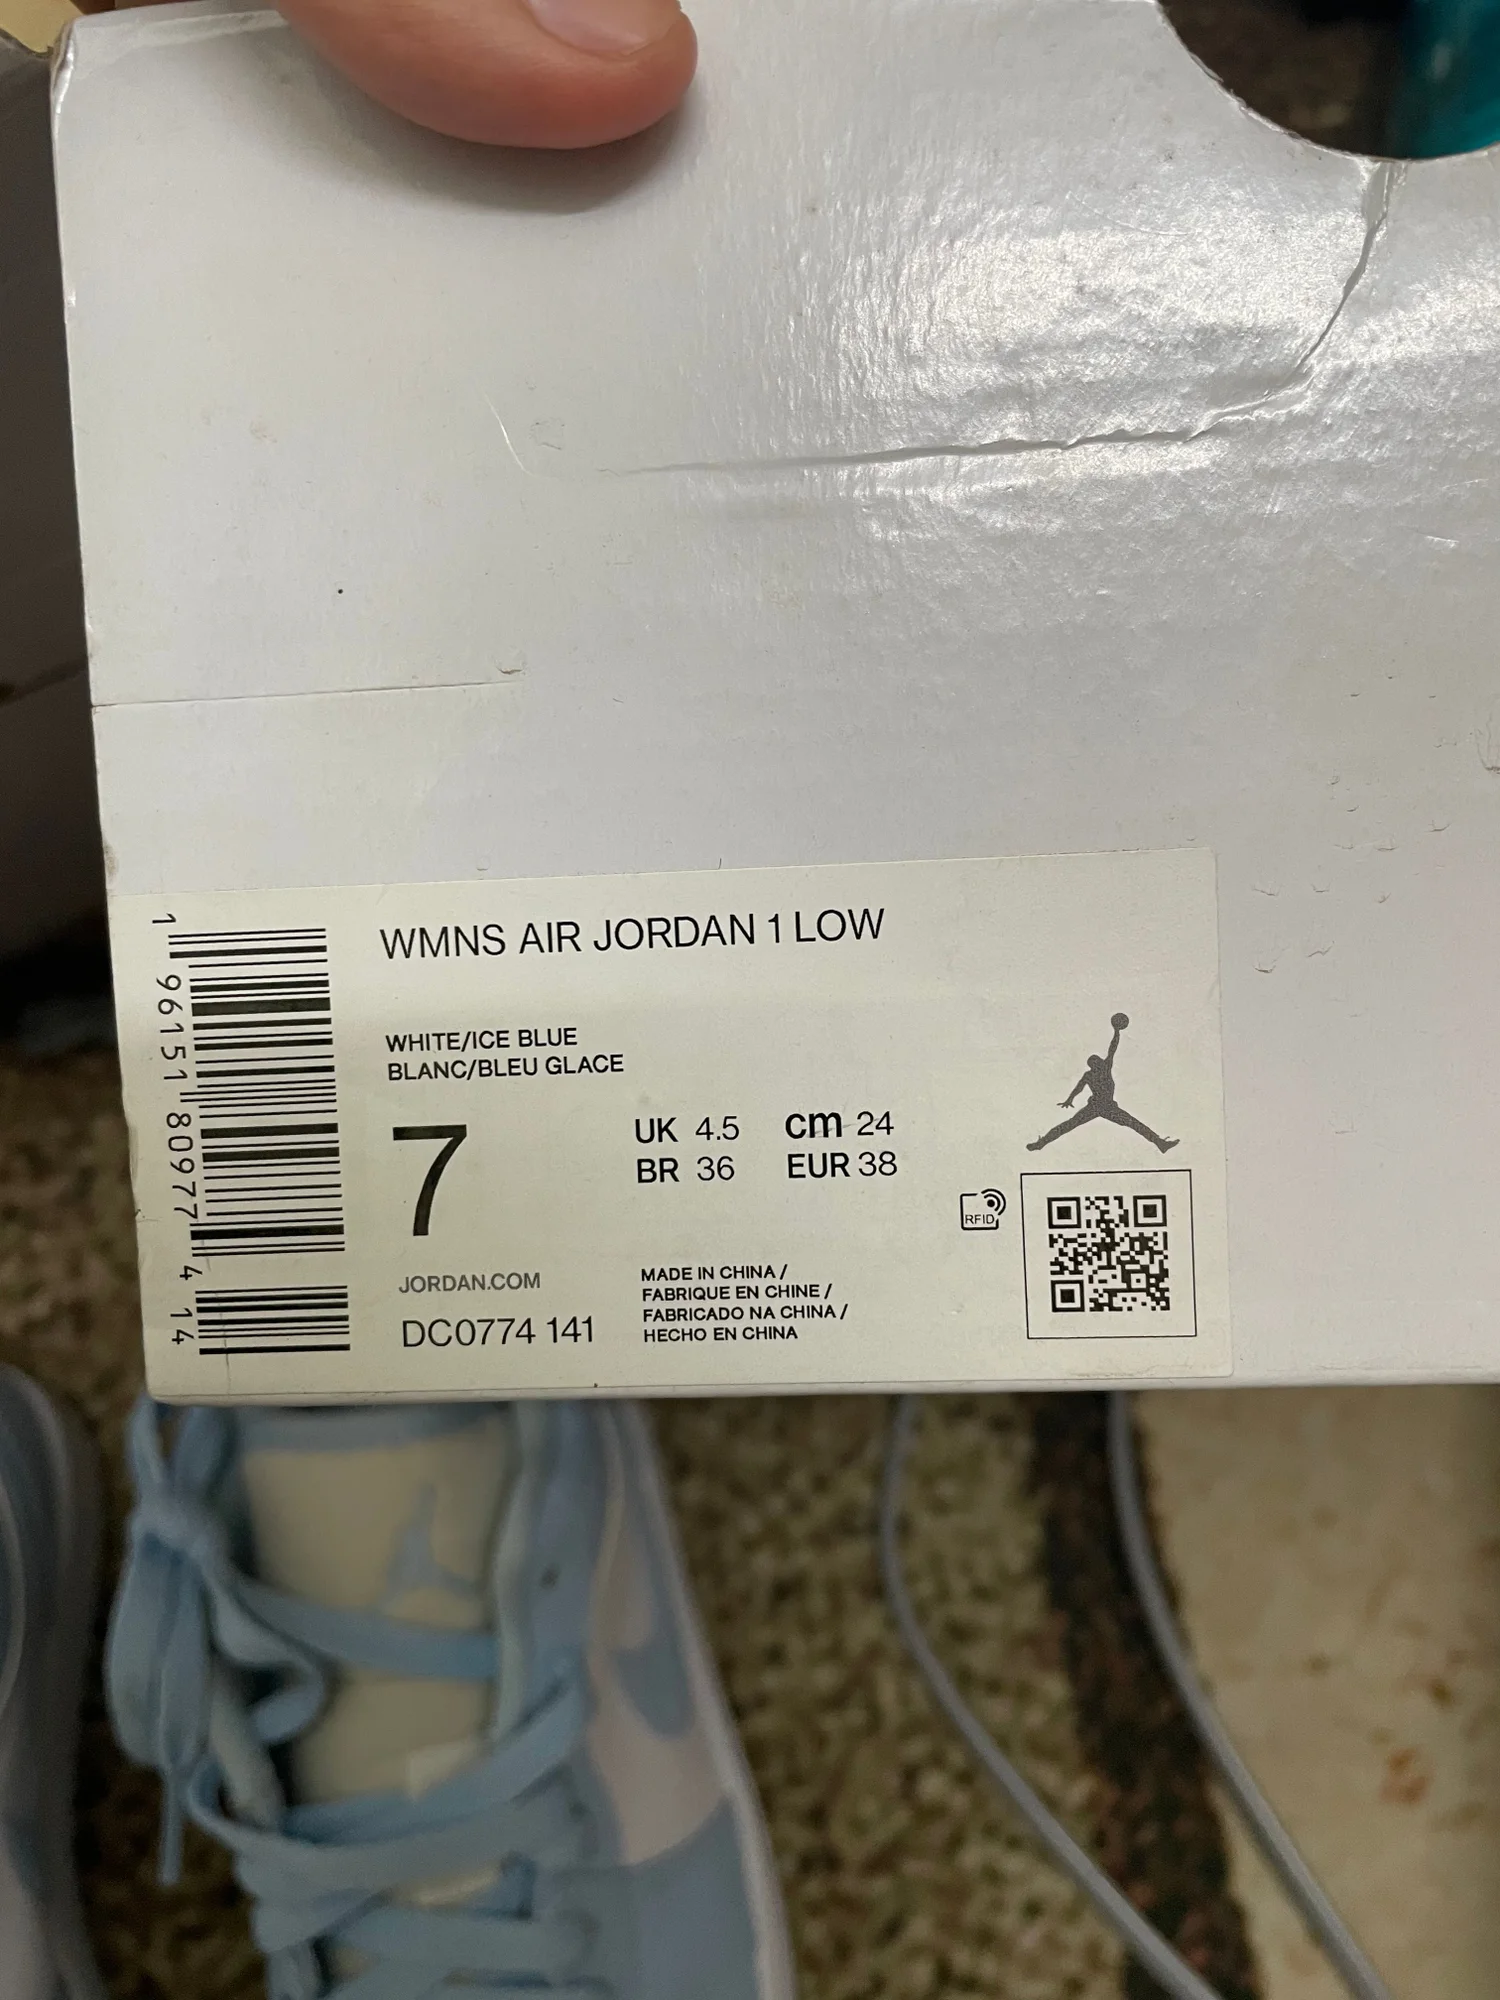 WMNS AIR JORDAN 1 LOW
WHITE/ICE BLUE
BLANC/BLEU GLACE
7
UK 4.5 cm 24
BR 36 EUR 38
RFID
JORDAN.COM
DC0774 141
MADE IN CHINA /
FABRIQUE EN CHINE /
FABRICADO NA CHINA /
HECHO EN CHINA
1 96151 80977 4 14